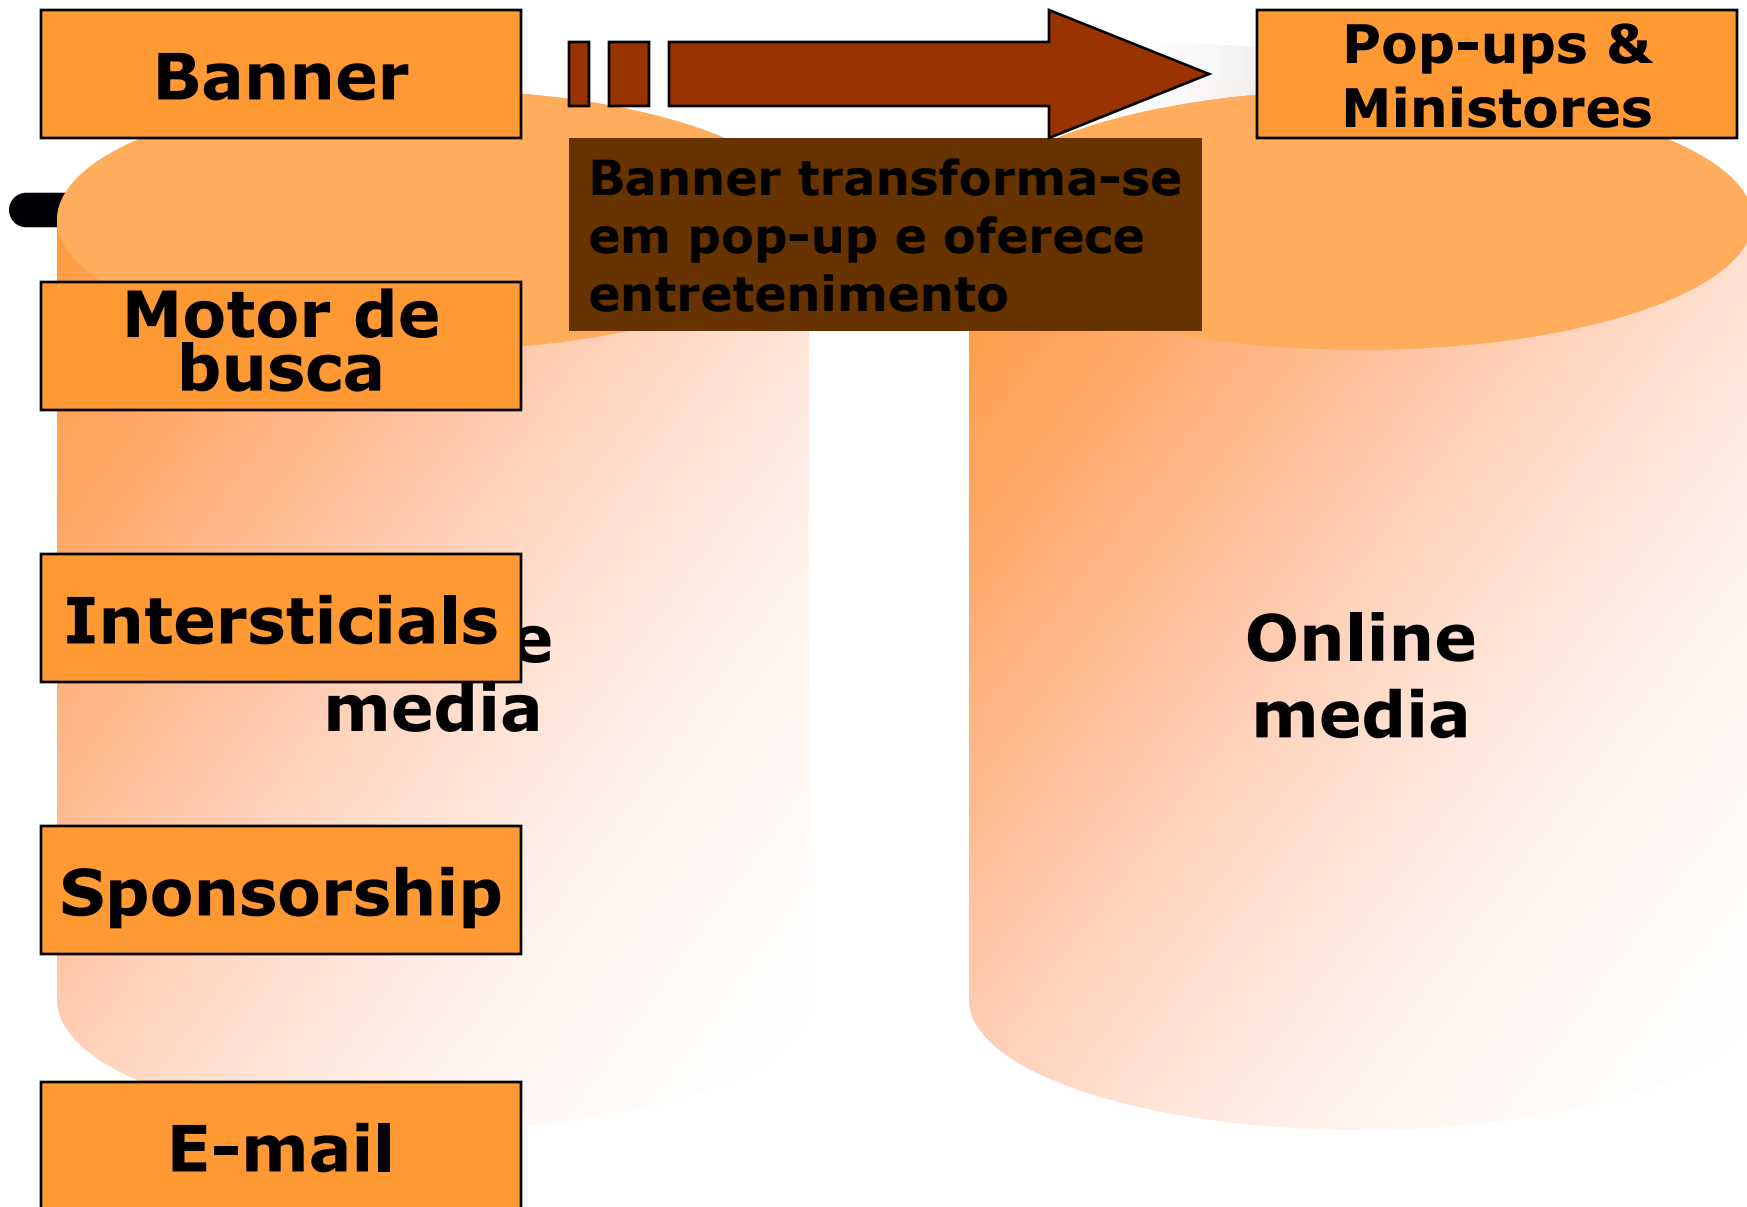 Banner
Pop-ups &
Ministores
Banner transforma-se
em pop-up e oferece
entretenimento
Motor de
busca
Intersticials
media
Online
media
Sponsorship
E-mail